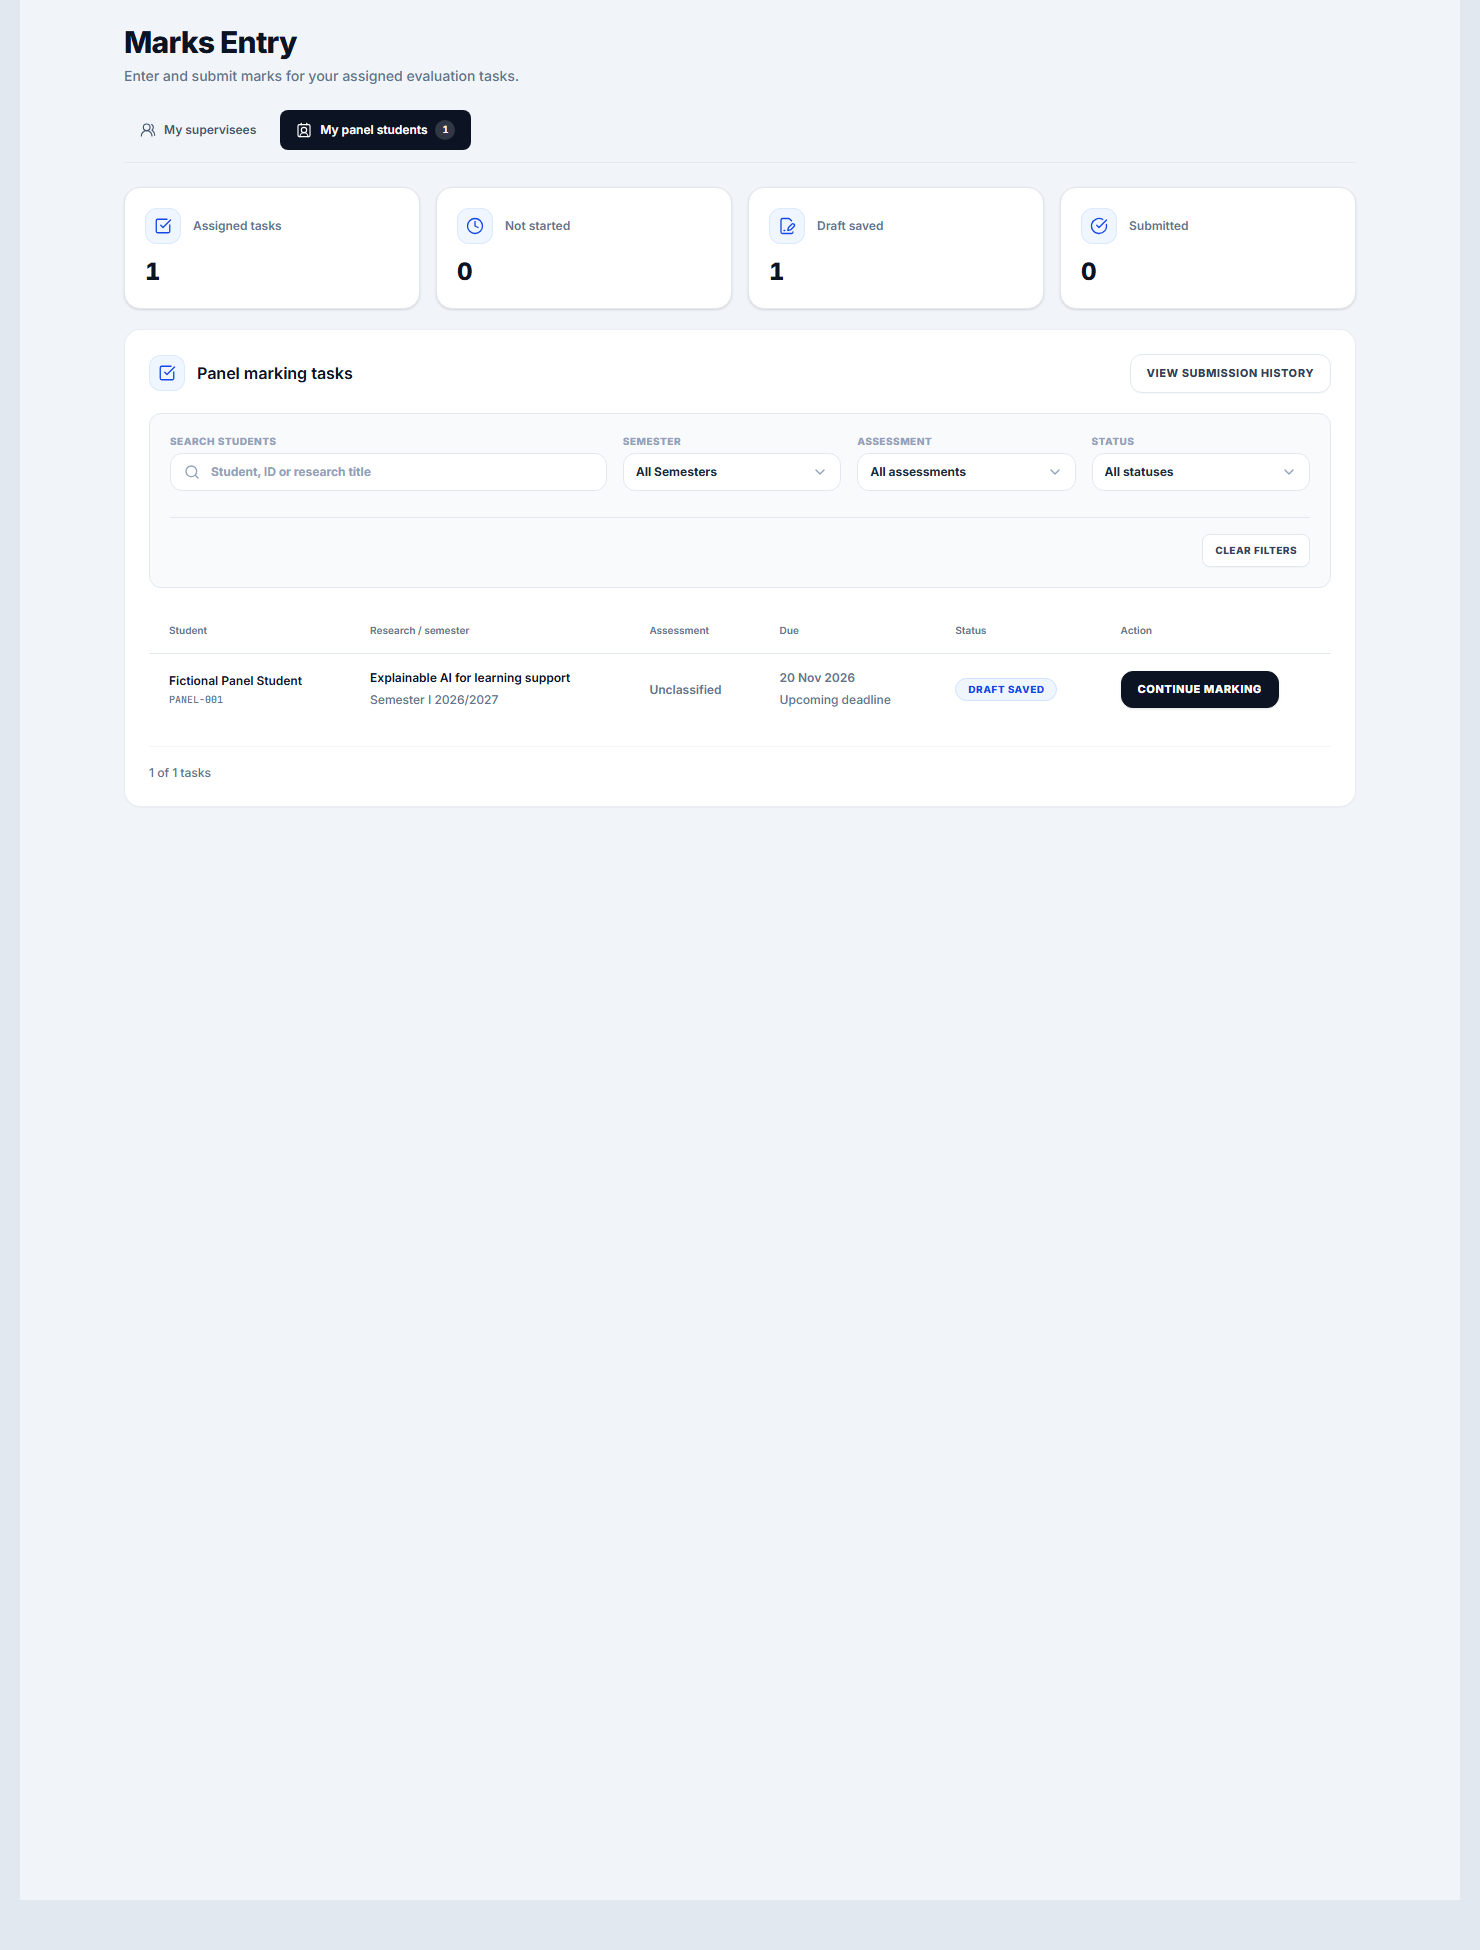 Marks Entry
Enter and submit marks for your assigned evaluation tasks.
My supervisees
My panel students 1
Assigned tasks
1
Not started
0
Draft saved
1
Submitted
0
Panel marking tasks
VIEW SUBMISSION HISTORY
SEARCH STUDENTS
Student, ID or research title
SEMESTER
All Semesters
ASSESSMENT
All assessments
STATUS
All statuses
CLEAR FILTERS
Student Research / semester Assessment Due Status Action
Fictional Panel Student
PANEL-001
Explainable AI for learning support
Semester I 2026/2027
Unclassified
20 Nov 2026
Upcoming deadline
DRAFT SAVED
CONTINUE MARKING
1 of 1 tasks